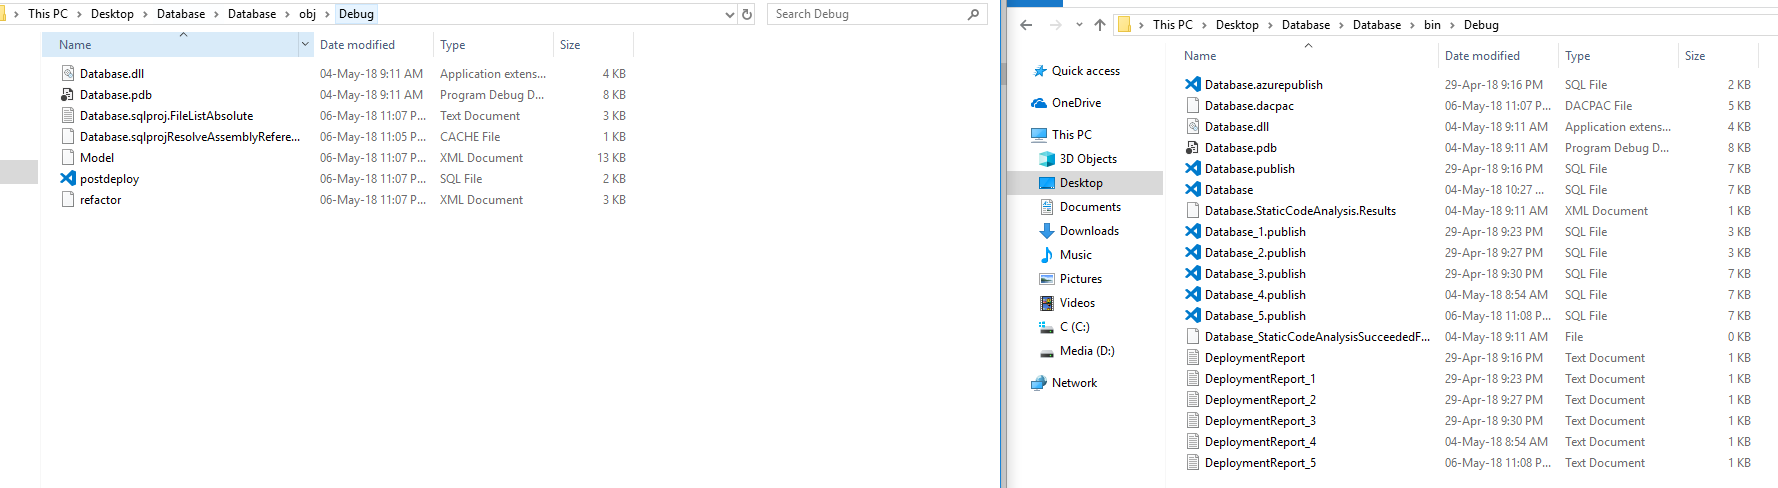 This PC > Desktop > Database > Database > obj > Debug
Search Debug
Name Date modified Type Size
Database.dll 04-May-18 9:11 AM Application extens... 4 KB
Database.pdb 04-May-18 9:11 AM Program Debug D... 8 KB
Database.sqlproj.FileListAbsolute 06-May-18 11:07 P... Text Document 3 KB
Database.sqlprojResolveAssemblyRefere... 06-May-18 11:05 P... CACHE File 1 KB
Model 06-May-18 11:07 P... XML Document 13 KB
postdeploy 06-May-18 11:07 P... SQL File 2 KB
refactor 06-May-18 11:07 P... XML Document 3 KB
This PC > Desktop > Database > Database > bin > Debug
Quick access
OneDrive
This PC
3D Objects
Desktop
Documents
Downloads
Music
Pictures
Videos
C (C:)
Media (D:)
Network
Name Date modified Type Size
Database.azurepublish 29-Apr-18 9:16 PM SQL File 2 KB
Database.dacpac 06-May-18 11:07 P... DACPAC File 5 KB
Database.dll 04-May-18 9:11 AM Application extens... 4 KB
Database.pdb 04-May-18 9:11 AM Program Debug D... 8 KB
Database.publish 29-Apr-18 9:16 PM SQL File 7 KB
Database 04-May-18 10:27 ... SQL File 7 KB
Database.StaticCodeAnalysis.Results 04-May-18 9:11 AM XML Document 1 KB
Database_1.publish 29-Apr-18 9:23 PM SQL File 3 KB
Database_2.publish 29-Apr-18 9:27 PM SQL File 3 KB
Database_3.publish 29-Apr-18 9:30 PM SQL File 7 KB
Database_4.publish 04-May-18 8:54 AM SQL File 7 KB
Database_5.publish 06-May-18 11:08 P... SQL File 7 KB
Database_StaticCodeAnalysisSucceededF... 04-May-18 9:11 AM File 0 KB
DeploymentReport 29-Apr-18 9:16 PM Text Document 1 KB
DeploymentReport_1 29-Apr-18 9:23 PM Text Document 1 KB
DeploymentReport_2 29-Apr-18 9:27 PM Text Document 1 KB
DeploymentReport_3 29-Apr-18 9:30 PM Text Document 1 KB
DeploymentReport_4 04-May-18 8:54 AM Text Document 1 KB
DeploymentReport_5 06-May-18 11:08 P... Text Document 1 KB